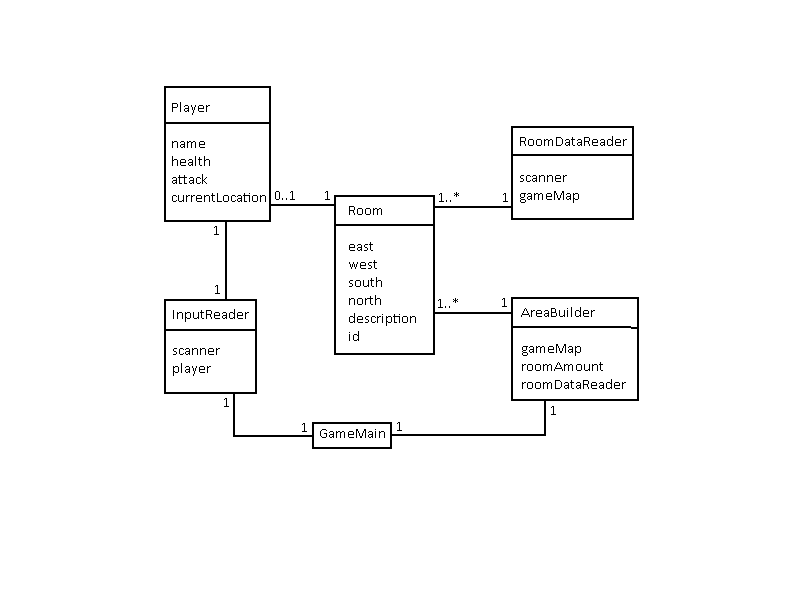 Player
name
health
attack
currentLocation
0..1
1
Room
east
west
south
north
description
id
1..*
1
RoomDataReader
scanner
gameMap
1..*
1
AreaBuilder
gameMap
roomAmount
roomDataReader
1
1
InputReader
scanner
player
1
1
GameMain
1
1